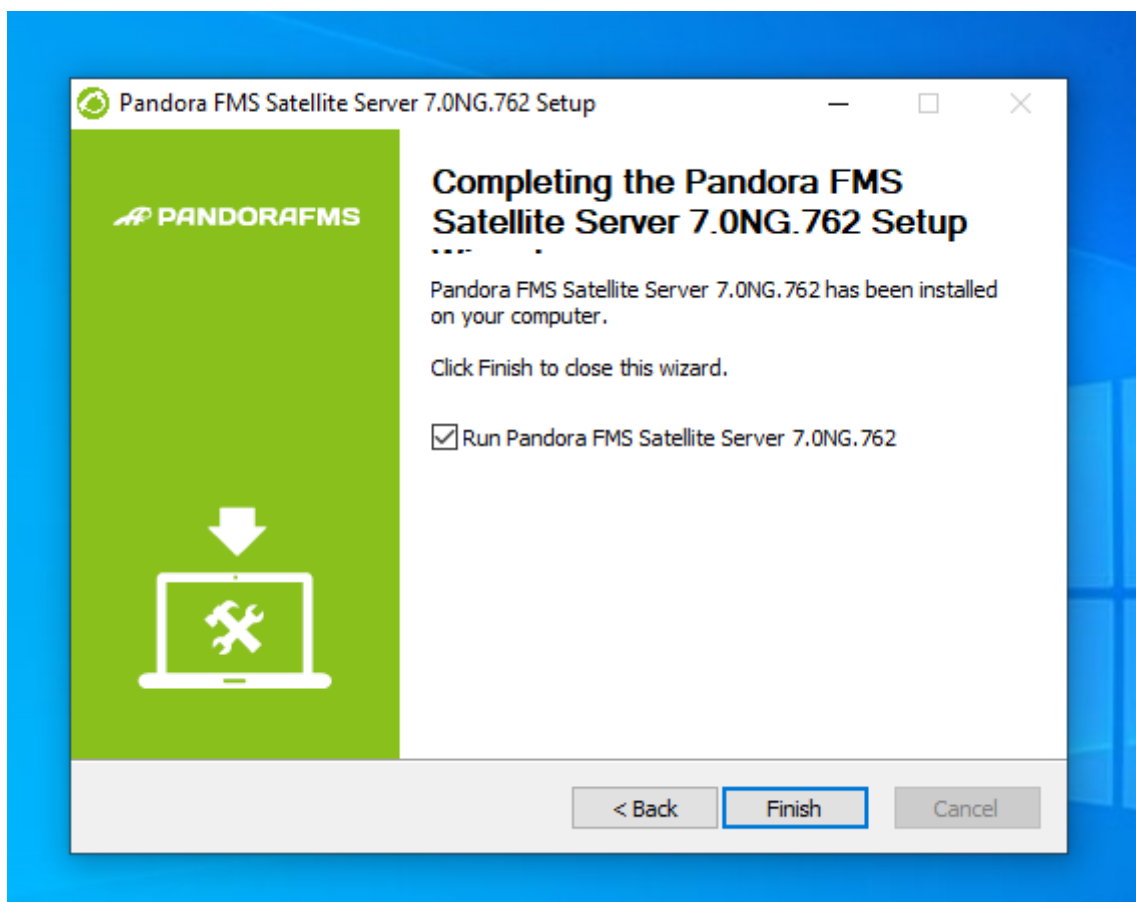 Pandora FMS Satellite Server 7.0NG.762 Setup
PANDORAFMS
Completing the Pandora FMS
Satellite Server 7.0NG.762 Setup
Pandora FMS Satellite Server 7.0NG.762 has been installed
on your computer.
Click Finish to close this wizard.
Run Pandora FMS Satellite Server 7.0NG.762
< Back
Finish
Cancel